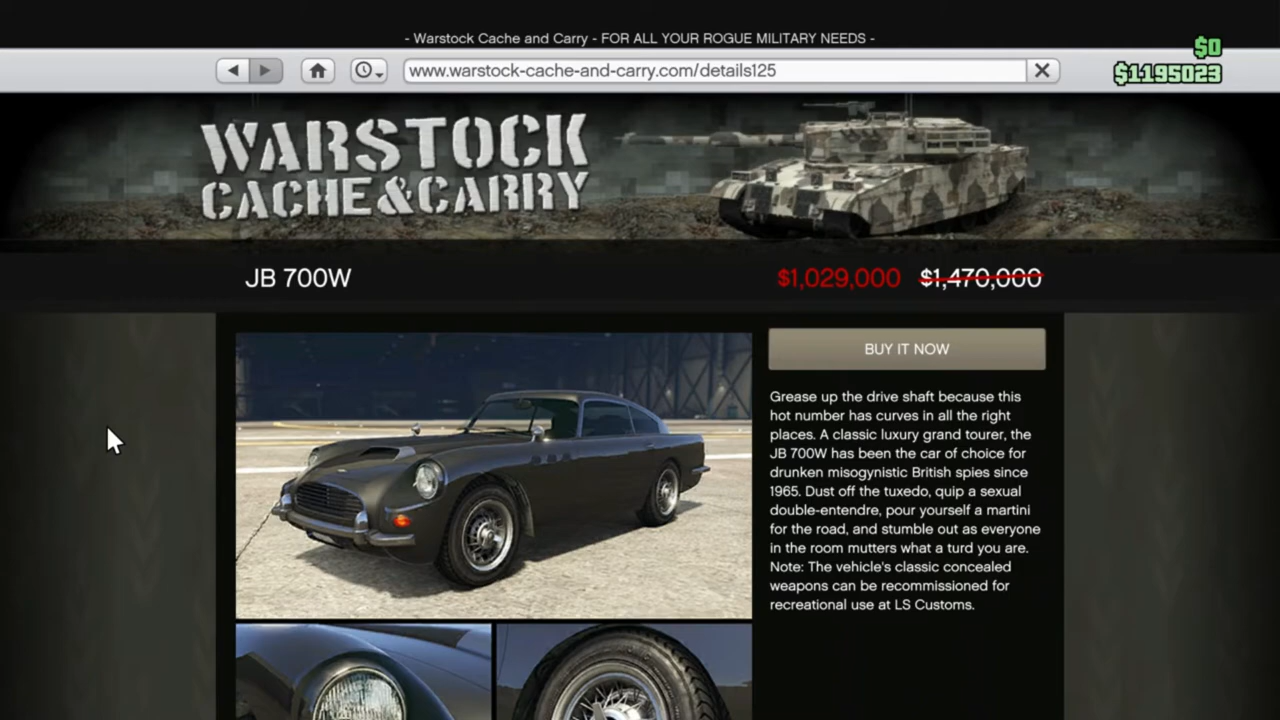 - Warstock Cache and Carry - FOR ALL YOUR ROGUE MILITARY NEEDS -
$0
www.warstock-cache-and-carry.com/details125
$1195023
WARSTOCK
CACHE&CARRY
JB 700W
$1,029,000 $1,470,000
BUY IT NOW
Grease up the drive shaft because this
hot number has curves in all the right
places. A classic luxury grand tourer, the
JB 700W has been the car of choice for
drunken misogynistic British spies since
1965. Dust off the tuxedo, quip a sexual
double-entendre, pour yourself a martini
for the road, and stumble out as everyone
in the room mutters what a turd you are.
Note: The vehicle's classic concealed
weapons can be recommissioned for
recreational use at LS Customs.